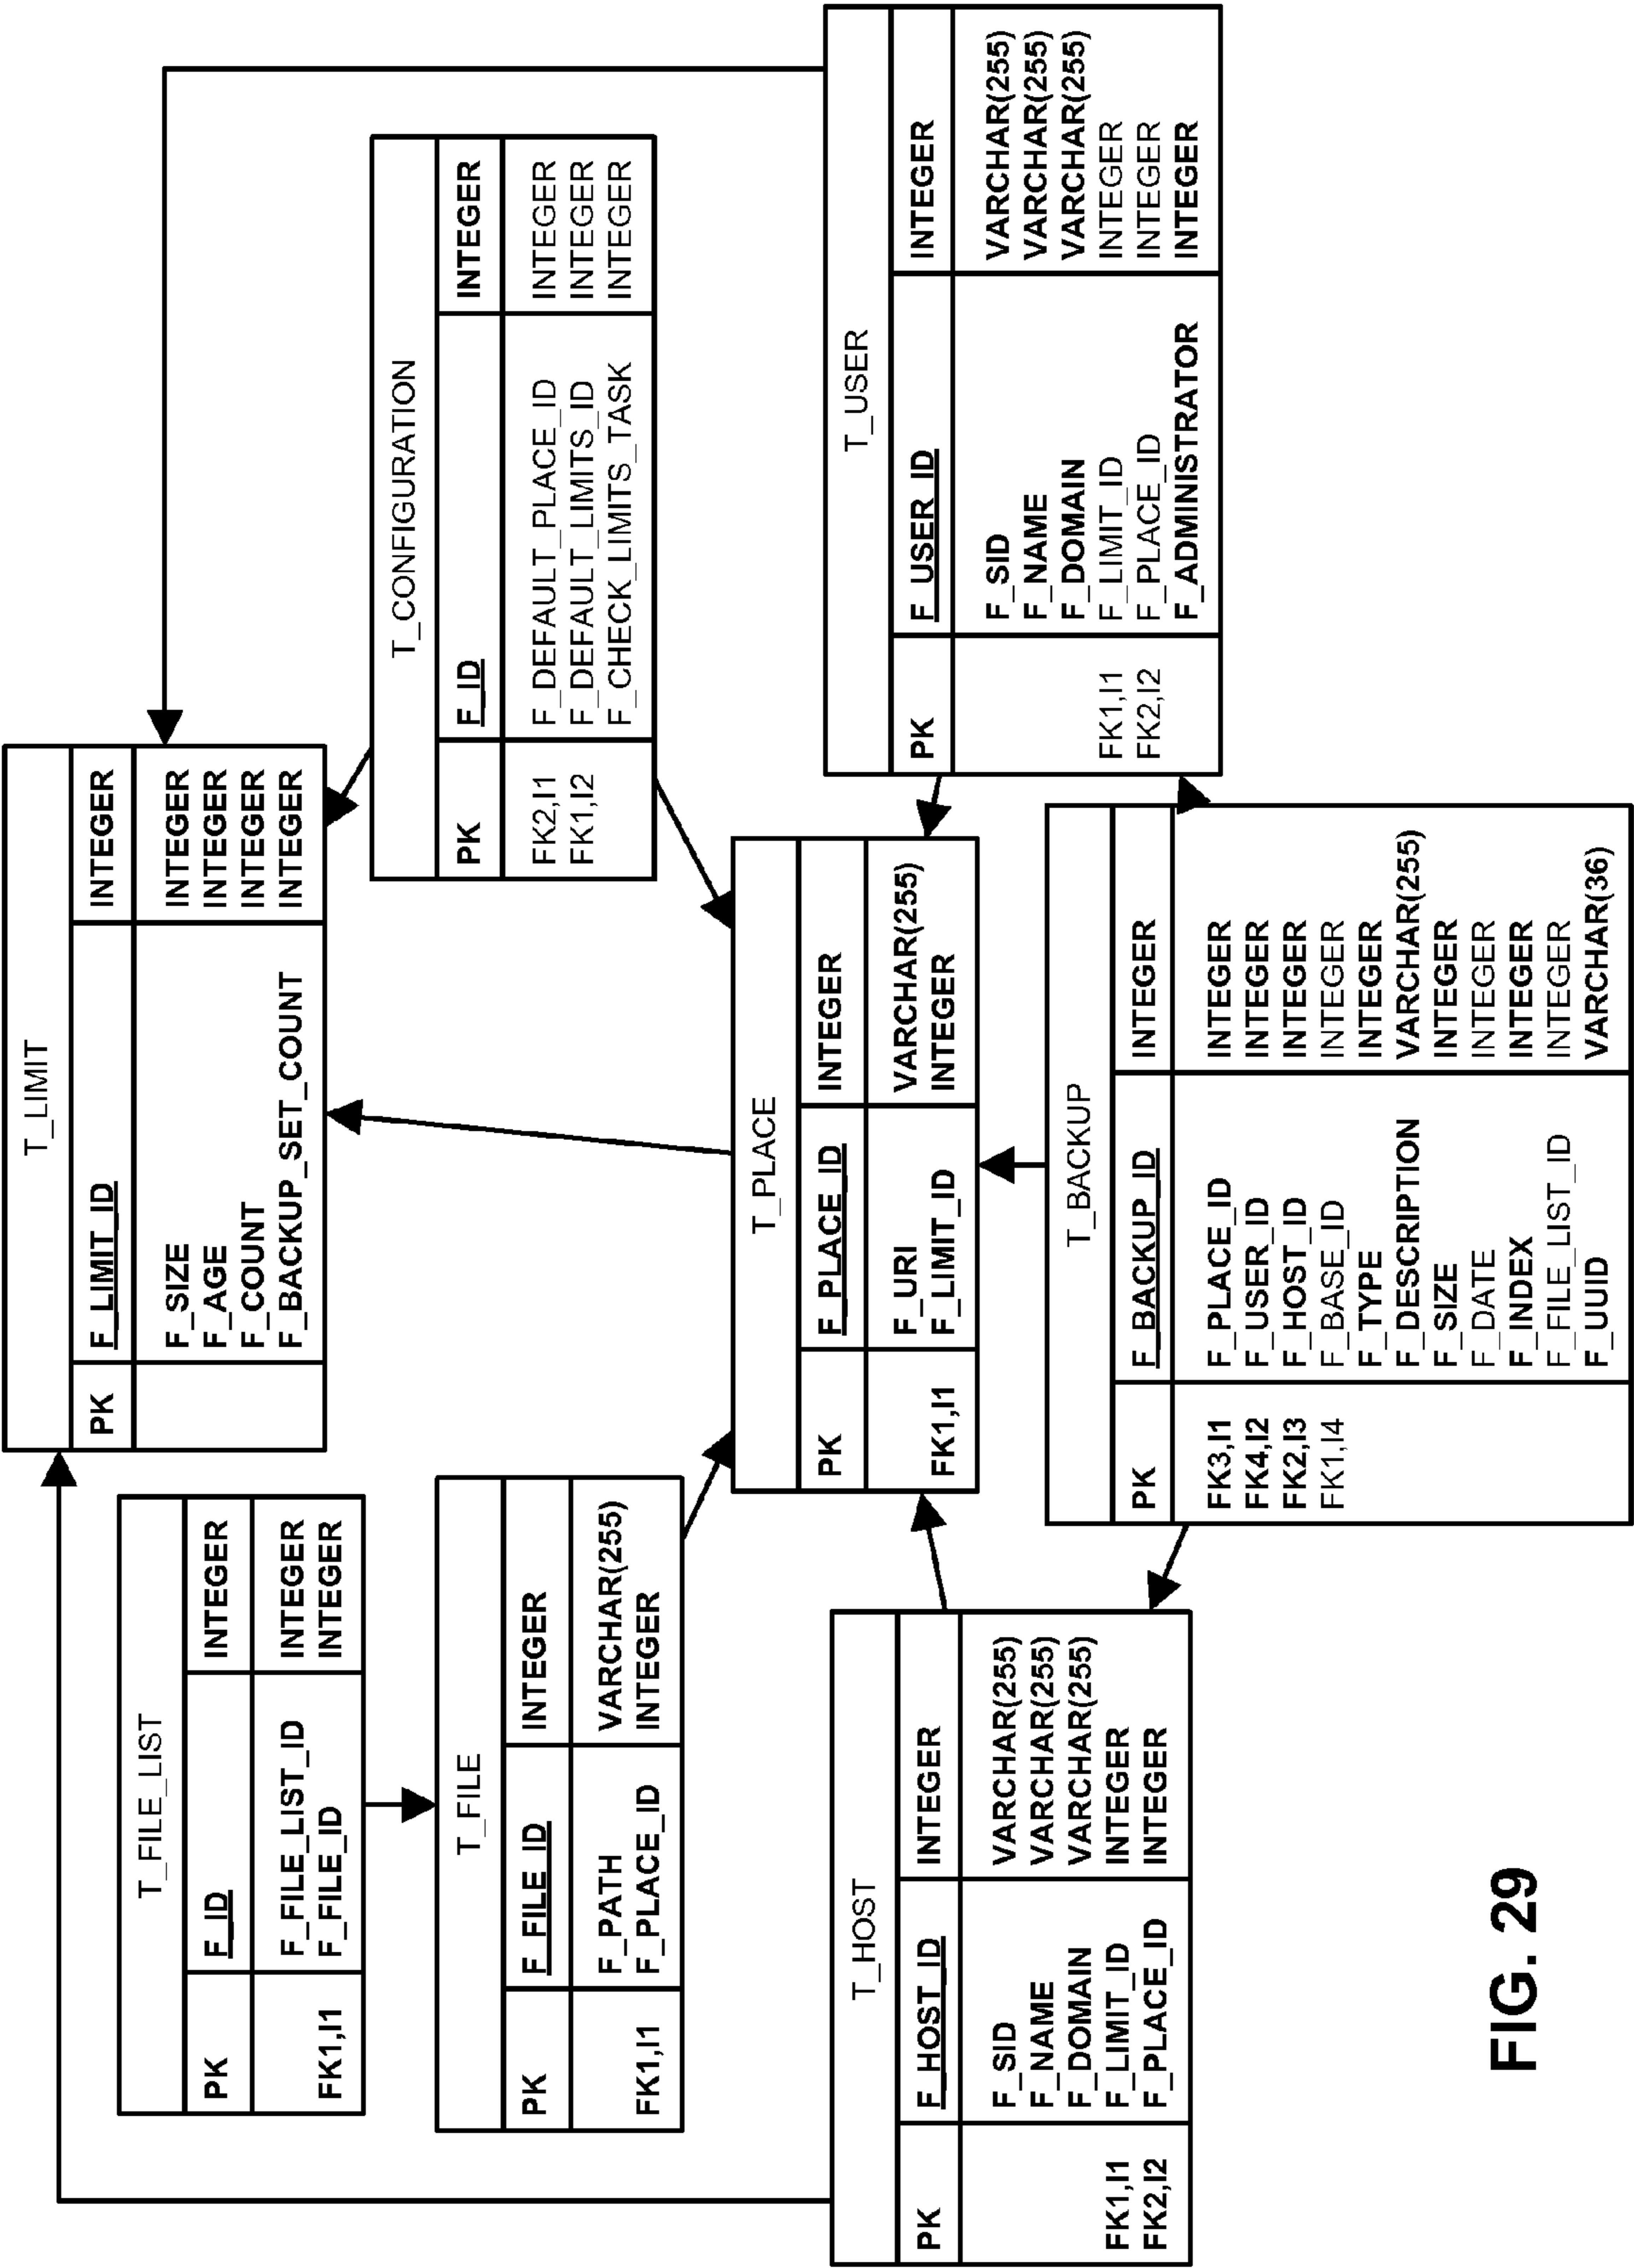 T_LIMIT
PK F_LIMIT_ID INTEGER
F_SIZE INTEGER
F_AGE INTEGER
F_COUNT INTEGER
F_BACKUP_SET_COUNT INTEGER
T_FILE_LIST
PK F_ID INTEGER
F_FILE_LIST_ID INTEGER
FK1,I1 F_FILE_ID INTEGER
T_CONFIGURATION
PK F_ID INTEGER
FK2,I1 F_DEFAULT_PLACE_ID INTEGER
FK1,I2 F_DEFAULT_LIMITS_ID INTEGER
F_CHECK_LIMITS_TASK INTEGER
T_FILE
PK F_FILE_ID INTEGER
F_PATH VARCHAR(255)
FK1,I1 F_PLACE_ID INTEGER
T_PLACE
PK F_PLACE_ID INTEGER
F_URI VARCHAR(255)
FK1,I1 F_LIMIT_ID INTEGER
T_HOST
PK F_HOST_ID INTEGER
F_SID VARCHAR(255)
F_NAME VARCHAR(255)
F_DOMAIN VARCHAR(255)
FK1,I1 F_LIMIT_ID INTEGER
FK2,I2 F_PLACE_ID INTEGER
T_USER
PK F_USER_ID INTEGER
F_SID VARCHAR(255)
F_NAME VARCHAR(255)
F_DOMAIN VARCHAR(255)
FK1,I1 F_LIMIT_ID INTEGER
FK2,I2 F_PLACE_ID INTEGER
F_ADMINISTRATOR INTEGER
T_BACKUP
PK F_BACKUP_ID INTEGER
FK3,I1 F_PLACE_ID INTEGER
FK4,I2 F_USER_ID INTEGER
FK2,I3 F_HOST_ID INTEGER
FK1,I4 F_BASE_ID INTEGER
F_TYPE INTEGER
F_DESCRIPTION VARCHAR(255)
F_SIZE INTEGER
F_DATE INTEGER
F_INDEX INTEGER
F_FILE_LIST_ID INTEGER
F_UUID VARCHAR(36)
FIG. 29